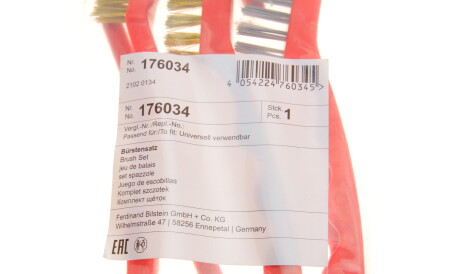 Nr.
No. 176034
2102 0134
4 054224 760345 >
Nr.
No. 176034
Stck.
Pcs. 1
Vergl.-Nr./Repl.-No.:
Passend für:/To fit: Universell verwendbar
Bürstensatz
Brush Set
jeu de balais
set spazzole
Juego de escobillas
Komplet szczotek
Комплект щёток
Ferdinand Bilstein GmbH + Co. KG
Wilhelmstraße 47 | 58256 Ennepetal | Germany
EAC